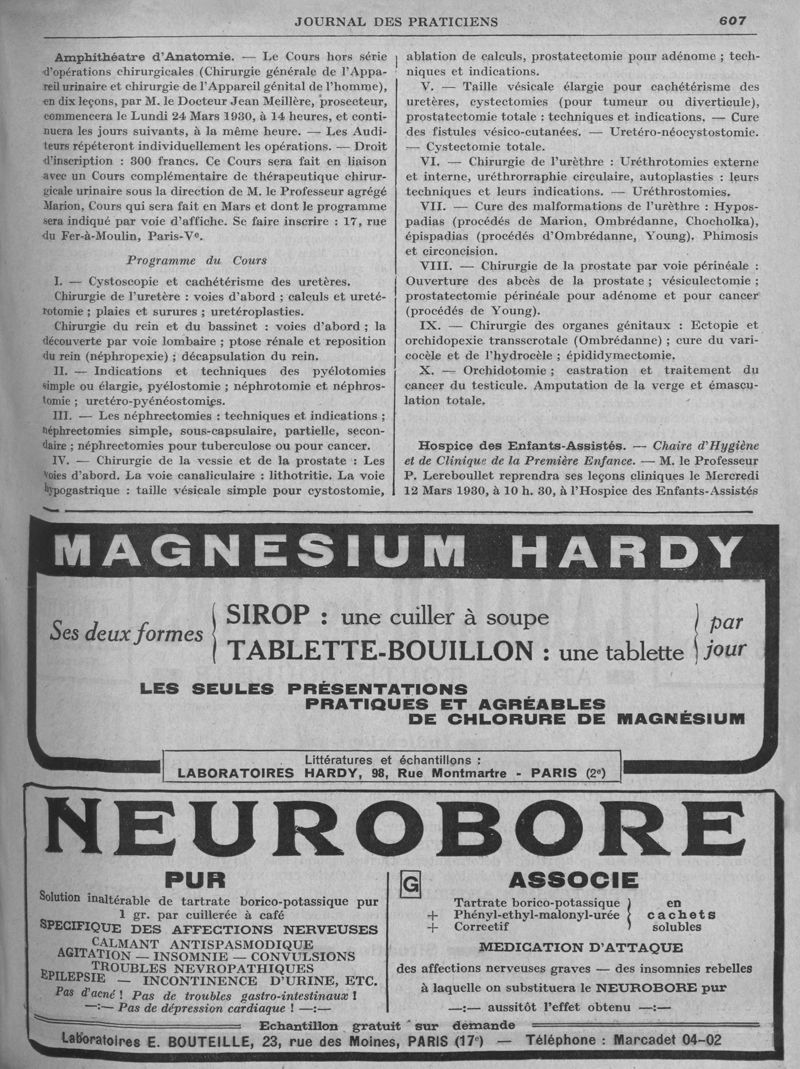 JOURNAL DES PRATICIENS 607
Amphithéatre d'Anatomie. — Le Cours hors série
d'opérations chirurgicales (Chirurgie générale de l'Appa-
reil urinaire et chirurgie de l'Appareil génital de l'homme),
en dix leçons, par M. le Docteur Jean Meillère, prosecteur,
commencera le Lundi 24 Mars 1930, à 14 heures, et conti-
nuera les jours suivants, à la même heure. — Les Audi-
teurs répéteront individuellement les opérations. — Droit
d'inscription : 300 francs. Ce Cours sera fait en liaison
avec un Cours complémentaire de thérapeutique chirur-
gicale urinaire sous la direction de M. le Professeur agrégé
Marion, Cours qui sera fait en Mars et dont le programme
sera indiqué par voie d'affiche. Se faire inscrire : 17, rue
du Fer-à-Moulin, Paris-Vᵉ.
Programme du Cours
I. — Cystoscopie et cachétérisme des uretères.
Chirurgie de l'uretère : voies d'abord ; calculs et ureté-
rotomie ; plaies et surures ; uretéroplasties.
Chirurgie du rein et du bassinet : voies d'abord ; la
découverte par voie lombaire ; ptose rénale et reposition
du rein (néphropexie) ; décapsulation du rein.
II. — Indications et techniques des pyélotomies
simple ou élargie, pyélostomie ; néphrotomie et néphros-
tomie ; uretéro-pyénéostomies.
III. — Les néphrectomies : techniques et indications ;
néphrectomies simple, sous-capsulaire, partielle, secon-
daire ; néphrectomies pour tuberculose ou pour cancer.
IV. — Chirurgie de la vessie et de la prostate : Les
voies d'abord. La voie canaliculaire : lithotritie. La voie
hypogastrique : taille vésicale simple pour cystostomie,
ablation de calculs, prostatectomie pour adénome ; tech-
niques et indications.
V. — Taille vésicale élargie pour cachétérisme des
uretères, cystectomies (pour tumeur ou diverticule),
prostatectomie totale : techniques et indications. — Cure
des fistules vésico-cutanées. — Uretéro-néocystostomie.
— Cystectomie totale.
VI. — Chirurgie de l'urèthre : Uréthrotomies externe
et interne, uréthrorraphie circulaire, autoplasties : leurs
techniques et leurs indications. — Uréthrostomies.
VII. — Cure des malformations de l'urèthre : Hypos-
padias (procédés de Marion, Ombrédanne, Chocholka),
épispadias (procédés d'Ombrédanne, Young). Phimosis
et circoncision.
VIII. — Chirurgie de la prostate par voie périnéale :
Ouverture des abcès de la prostate ; vésiculectomie ;
prostatectomie périnéale pour adénome et pour cancer
(procédés de Young).
IX. — Chirurgie des organes génitaux : Ectopie et
orchidopexie transscrotale (Ombrédanne) ; cure du vari-
cocèle et de l'hydrocèle ; épididymectomie.
X. — Orchidotomie ; castration et traitement du
cancer du testicule. Amputation de la verge et émascu-
lation totale.
Hospice des Enfants-Assistés. — Chaire d'Hygiène
et de Clinique de la Première Enfance. — M. le Professeur
P. Lereboullet reprendra ses leçons cliniques le Mercredi
12 Mars 1930, à 10 h. 30, à l'Hospice des Enfants-Assistés
MAGNESIUM HARDY
Ses deux formes
SIROP : une cuiller à soupe
TABLETTE-BOUILLON : une tablette
par
jour
LES SEULES PRÉSENTATIONS
PRATIQUES ET AGRÉABLES
DE CHLORURE DE MAGNÉSIUM
Littératures et échantillons :
LABORATOIRES HARDY, 98, Rue Montmartre - PARIS (2ᵉ)
NEUROBORE
PUR
Solution inaltérable de tartrate borico-potassique pur
1 gr. par cuillerée à café
SPECIFIQUE DES AFFECTIONS NERVEUSES
CALMANT ANTISPASMODIQUE
AGITATION — INSOMNIE — CONVULSIONS
TROUBLES NEVROPATHIQUES
EPILEPSIE — INCONTINENCE D'URINE, ETC.
Pas d'acné ! Pas de troubles gastro-intestinaux !
—:— Pas de dépression cardiaque ! —:—
G ASSOCIE
Tartrate borico-potassique
+ Phényl-ethyl-malonyl-urée
+ Correctif
en
cachets
solubles
MEDICATION D'ATTAQUE
des affections nerveuses graves — des insomnies rebelles
à laquelle on substituera le NEUROBORE pur
—:— aussitôt l'effet obtenu —:—
Echantillon gratuit sur demande
Laboratoires E. BOUTEILLE, 23, rue des Moines, PARIS (17ᵉ) — Téléphone : Marcadet 04-02